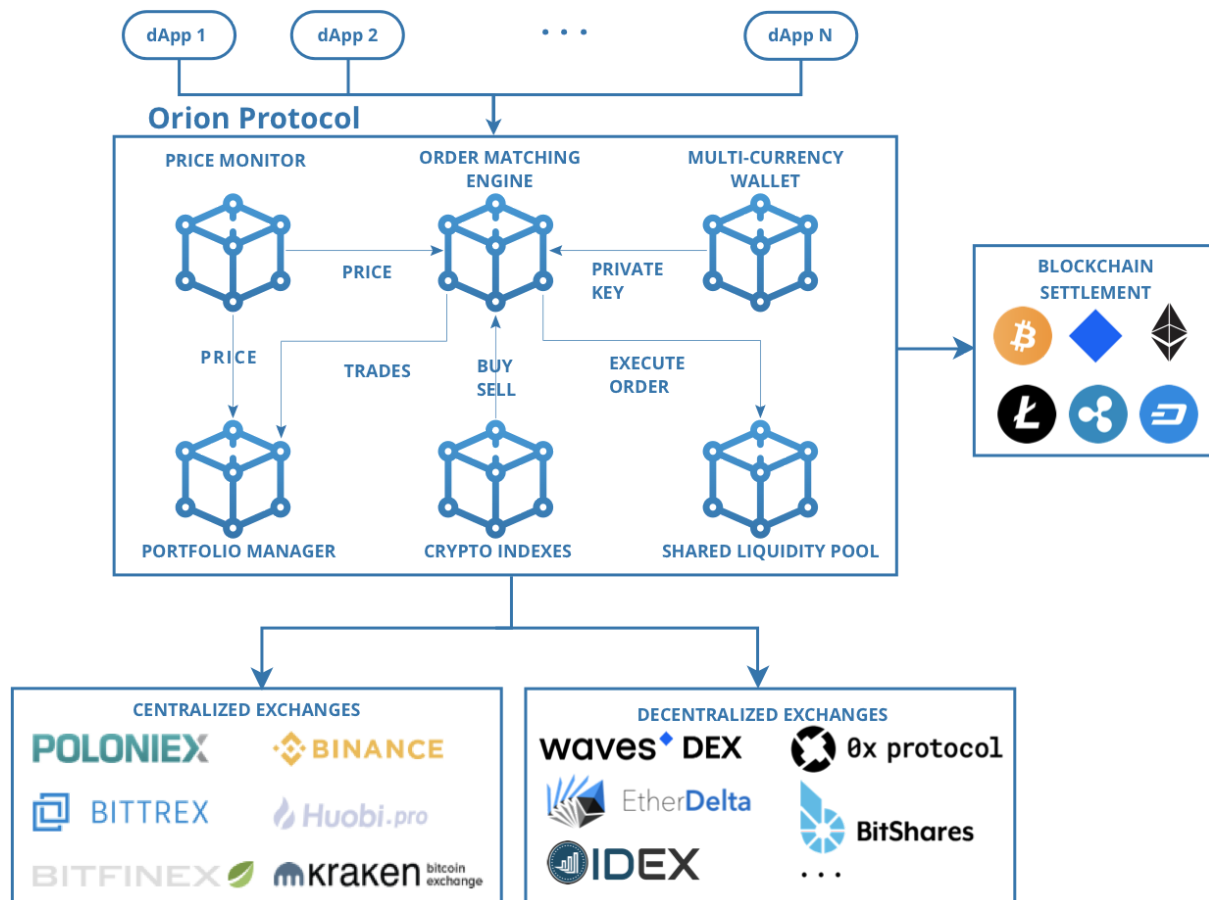 dApp 1
dApp 2
...
dApp N
Orion Protocol
PRICE MONITOR
ORDER MATCHING
ENGINE
MULTI-CURRENCY
WALLET
PRICE
PRIVATE
KEY
BLOCKCHAIN
SETTLEMENT
PRICE
TRADES
BUY
SELL
EXECUTE
ORDER
PORTFOLIO MANAGER
CRYPTO INDEXES
SHARED LIQUIDITY POOL
CENTRALIZED EXCHANGES
POLONIEX
BINANCE
BITTREX
Huobi.pro
BITFINEX
kraken bitcoin
exchange
DECENTRALIZED EXCHANGES
waves DEX
0x protocol
EtherDelta
BitShares
IDEX
...